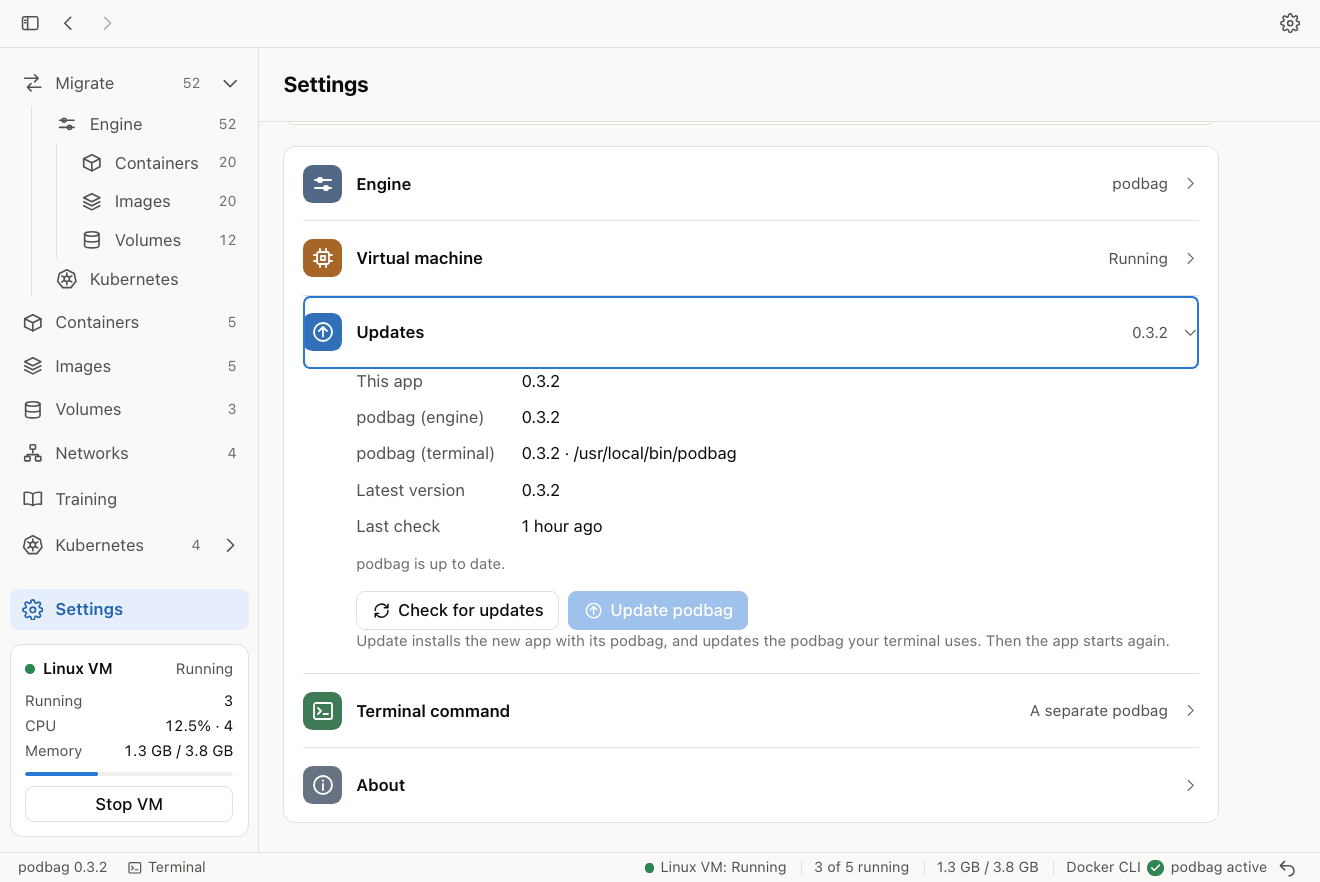 Settings
Migrate 52
Engine 52
Containers 20
Images 20
Volumes 12
Kubernetes
Containers 5
Images 5
Volumes 3
Networks 4
Training
Kubernetes 4
Settings
Linux VM Running
Running 3
CPU 12.5% · 4
Memory 1.3 GB / 3.8 GB
Stop VM
Engine podbag
Virtual machine Running
Updates 0.3.2
This app 0.3.2
podbag (engine) 0.3.2
podbag (terminal) 0.3.2 · /usr/local/bin/podbag
Latest version 0.3.2
Last check 1 hour ago
podbag is up to date.
Check for updates Update podbag
Update installs the new app with its podbag, and updates the podbag your terminal uses. Then the app starts again.
Terminal command A separate podbag
About
podbag 0.3.2 Terminal Linux VM: Running 3 of 5 running 1.3 GB / 3.8 GB Docker CLI podbag active